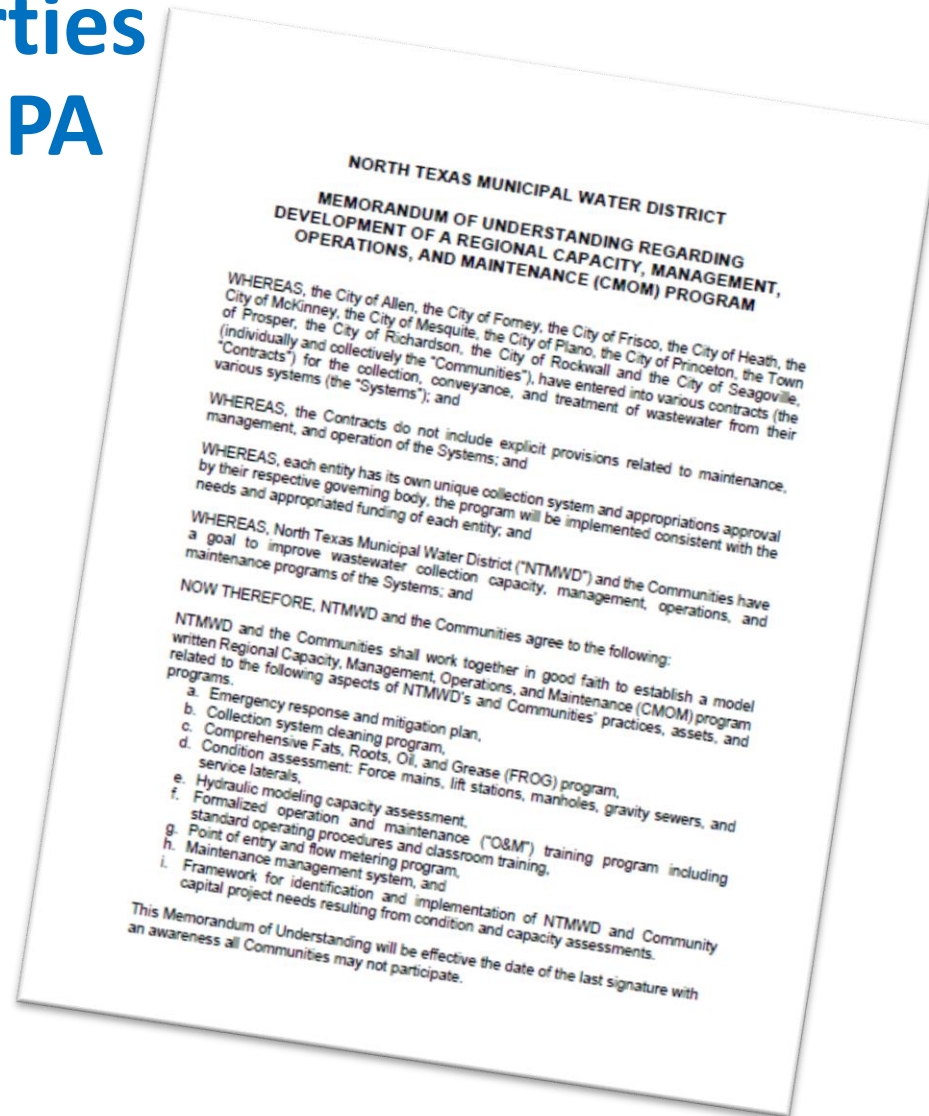 rties
PA
NORTH TEXAS MUNICIPAL WATER DISTRICT
MEMORANDUM OF UNDERSTANDING REGARDING
DEVELOPMENT OF A REGIONAL CAPACITY, MANAGEMENT,
OPERATIONS, AND MAINTENANCE (CMOM) PROGRAM
WHEREAS, the City of Allen, the City of Forney, the City of Frisco, the City of Heath, the
City of McKinney, the City of Mesquite, the City of Plano, the City of Princeton, the Town
of Prosper, the City of Richardson, the City of Rockwall and the City of Seagoville,
(individually and collectively the "Communities"), have entered into various contracts (the
"Contracts") for the collection, conveyance, and treatment of wastewater from their
various systems (the "Systems"); and
WHEREAS, the Contracts do not include explicit provisions related to maintenance,
management, and operation of the Systems; and
WHEREAS, each entity has its own unique collection system and appropriations approval
by their respective governing body, the program will be implemented consistent with the
needs and appropriated funding of each entity; and
WHEREAS, North Texas Municipal Water District ("NTMWD") and the Communities have
a goal to improve wastewater collection capacity, management, operations, and
maintenance programs of the Systems; and
NOW THEREFORE, NTMWD and the Communities agree to the following:
NTMWD and the Communities shall work together in good faith to establish a model
written Regional Capacity, Management, Operations, and Maintenance (CMOM) program
related to the following aspects of NTMWD's and Communities' practices, assets, and
programs.
a. Emergency response and mitigation plan,
b. Collection system cleaning program,
c. Comprehensive Fats, Roots, Oil, and Grease (FROG) program,
d. Condition assessment: Force mains, lift stations, manholes, gravity sewers, and
service laterals,
e. Hydraulic modeling capacity assessment,
f. Formalized operation and maintenance ("O&M") training program including
standard operating procedures and classroom training,
g. Point of entry and flow metering program,
h. Maintenance management system, and
i. Framework for identification and implementation of NTMWD and Community
capital project needs resulting from condition and capacity assessments.
This Memorandum of Understanding will be effective the date of the last signature with
an awareness all Communities may not participate.